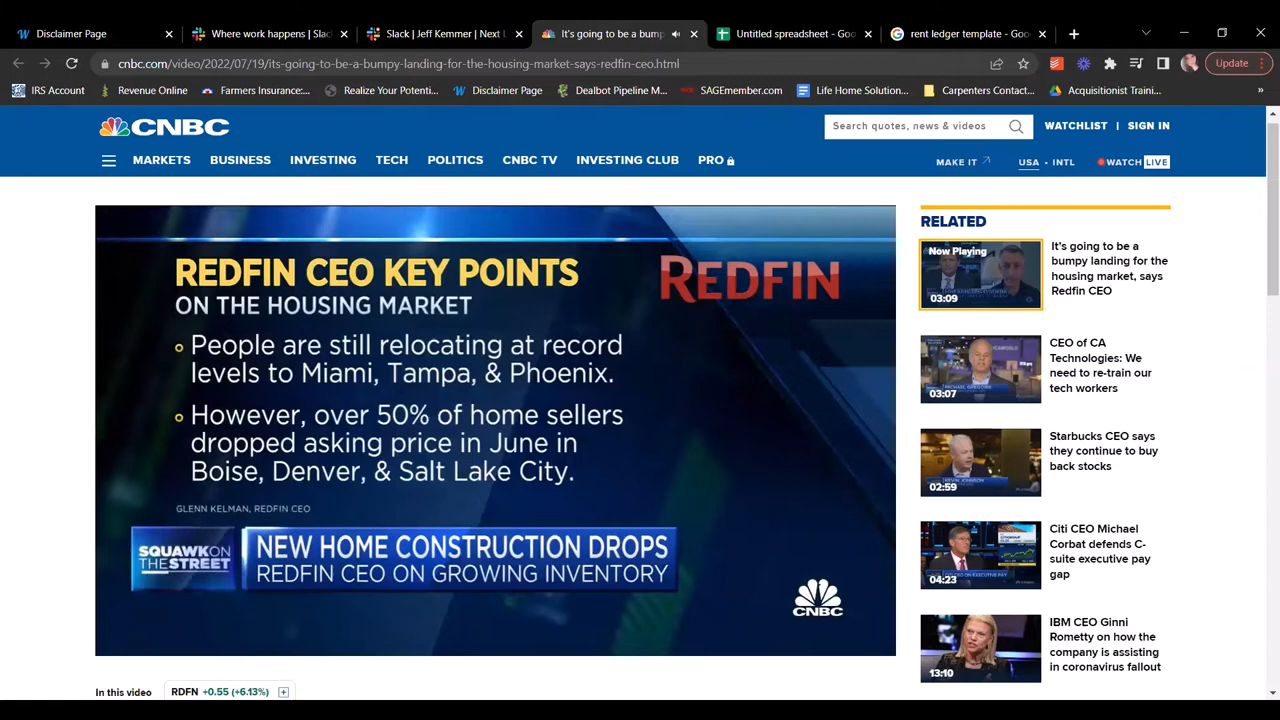 Disclaimer Page
Where work happens | Slac
Slack | Jeff Kemmer | Next L
It's going to be a bump
Untitled spreadsheet - Goo
rent ledger template - Goo
cnbc.com/video/2022/07/19/its-going-to-be-a-bumpy-landing-for-the-housing-market-says-redfin-ceo.html
Update
IRS Account
Revenue Online
Farmers Insurance:...
Realize Your Potenti...
Disclaimer Page
Dealbot Pipeline M...
SAGEmember.com
Life Home Solution...
Carpenters Contact...
Acquisitionist Traini...
»
CNBC
Search quotes, news & videos
WATCHLIST | SIGN IN
MARKETS BUSINESS INVESTING TECH POLITICS CNBC TV INVESTING CLUB PRO
MAKE IT USA • INTL WATCH LIVE
REDFIN CEO KEY POINTS
ON THE HOUSING MARKET
REDFIN
People are still relocating at record
levels to Miami, Tampa, & Phoenix.
However, over 50% of home sellers
dropped asking price in June in
Boise, Denver, & Salt Lake City.
GLENN KELMAN, REDFIN CEO
SQUAWK ON
THE STREET
NEW HOME CONSTRUCTION DROPS
REDFIN CEO ON GROWING INVENTORY
CNBC
In this video
RDFN +0.55 (+6.13%)
RELATED
Now Playing
03:09
It's going to be a
bumpy landing for the
housing market, says
Redfin CEO
03:07
CEO of CA
Technologies: We
need to re-train our
tech workers
02:59
Starbucks CEO says
they continue to buy
back stocks
04:23
Citi CEO Michael
Corbat defends C-
suite executive pay
gap
13:10
IBM CEO Ginni
Rometty on how the
company is assisting
in coronavirus fallout